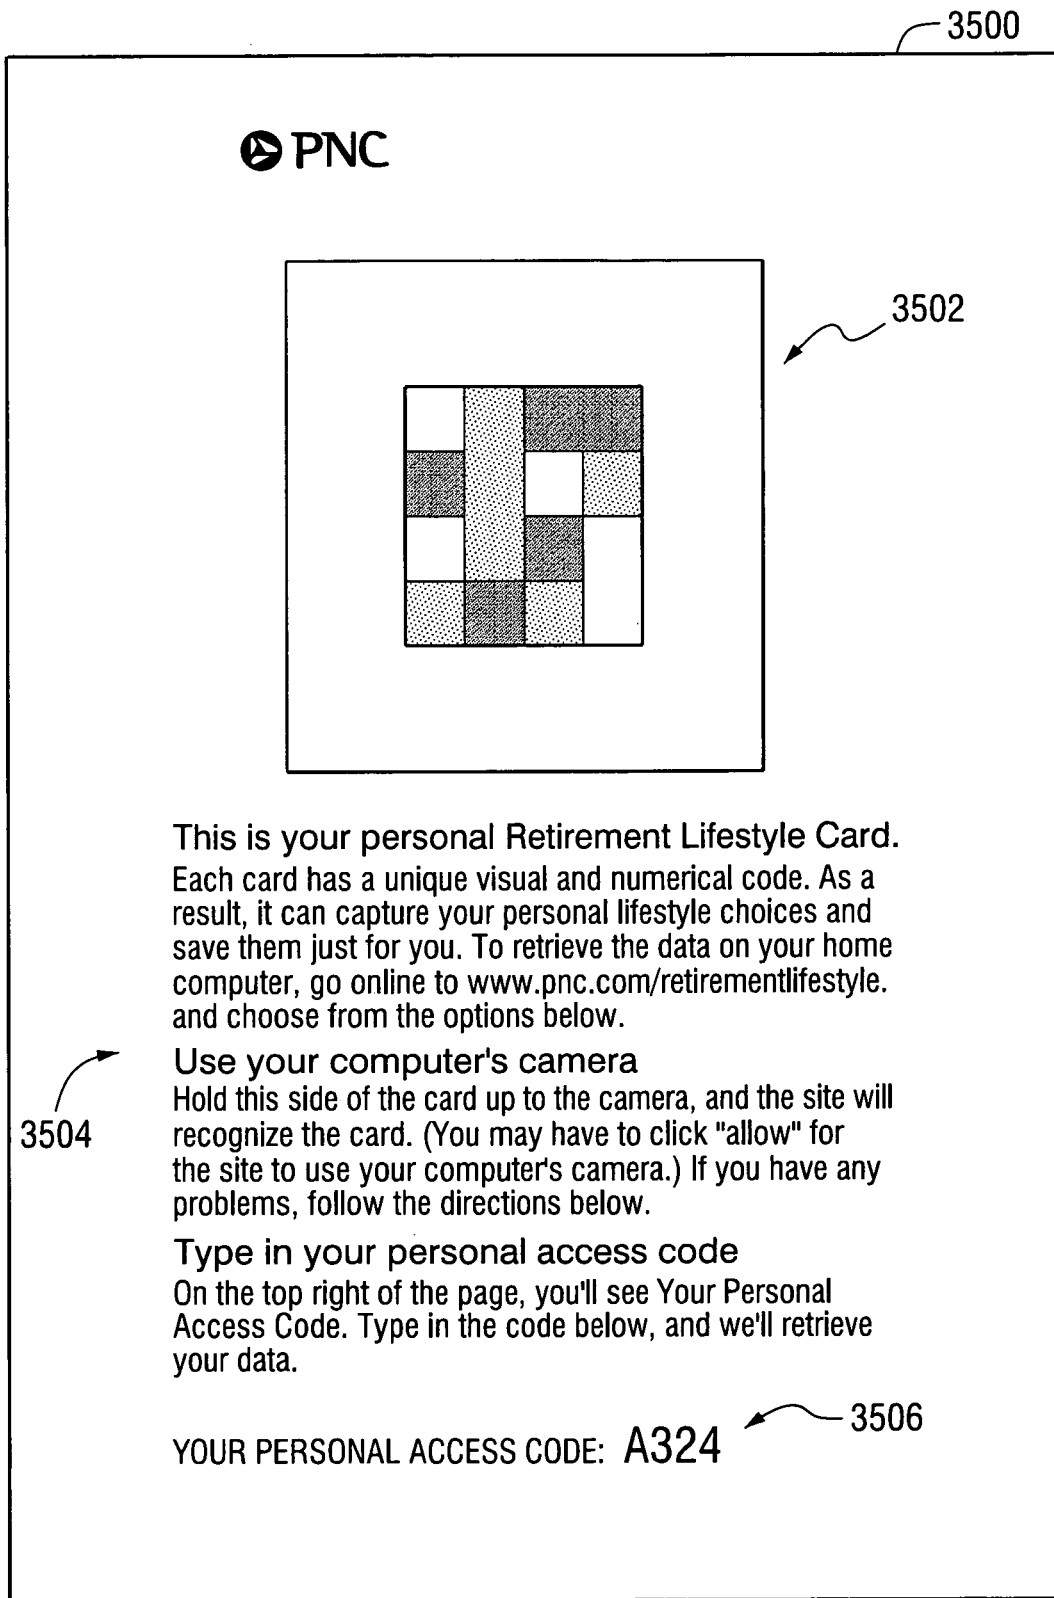 3500
PNC
3502
This is your personal Retirement Lifestyle Card.
Each card has a unique visual and numerical code. As a
result, it can capture your personal lifestyle choices and
save them just for you. To retrieve the data on your home
computer, go online to www.pnc.com/retirementlifestyle.
and choose from the options below.
Use your computer's camera
Hold this side of the card up to the camera, and the site will
3504
recognize the card. (You may have to click "allow" for
the site to use your computer's camera.) If you have any
problems, follow the directions below.
Type in your personal access code
On the top right of the page, you'll see Your Personal
Access Code. Type in the code below, and we'll retrieve
your data.
3506
YOUR PERSONAL ACCESS CODE: A324